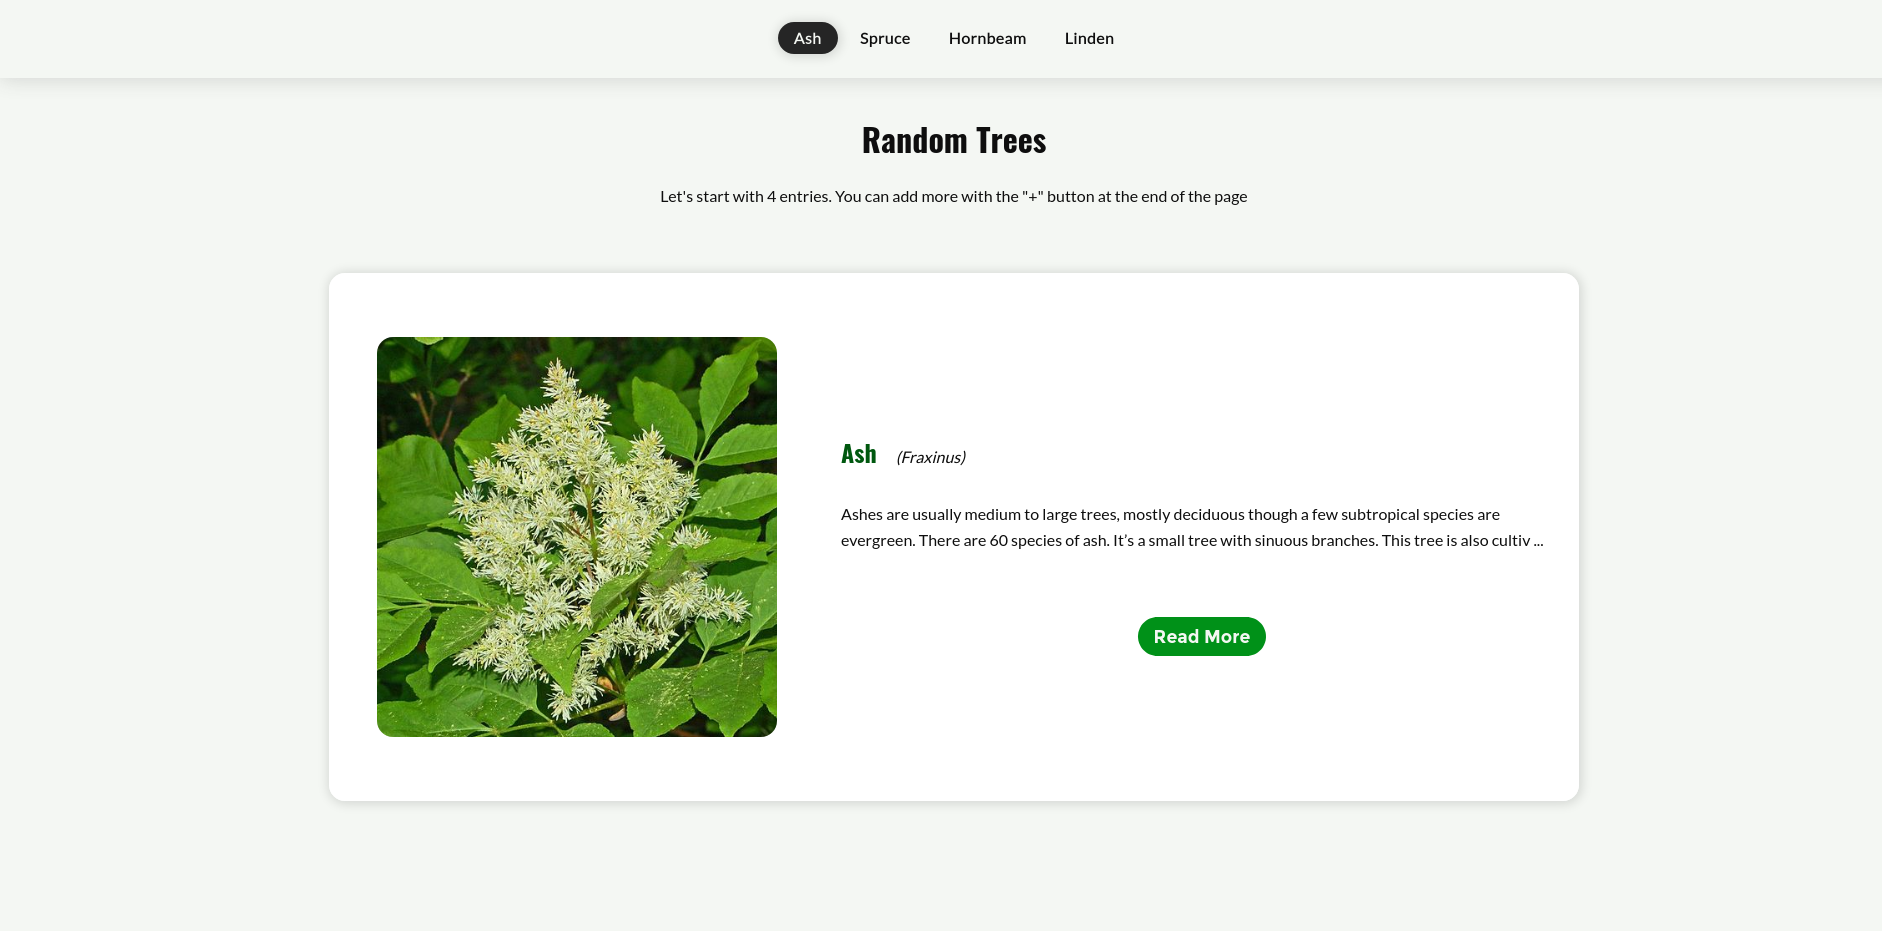 Ash Spruce Hornbeam Linden
Random Trees
Let's start with 4 entries. You can add more with the "+" button at the end of the page
Ash (Fraxinus)
Ashes are usually medium to large trees, mostly deciduous though a few subtropical species are
evergreen. There are 60 species of ash. It’s a small tree with sinuous branches. This tree is also cultiv ...
Read More